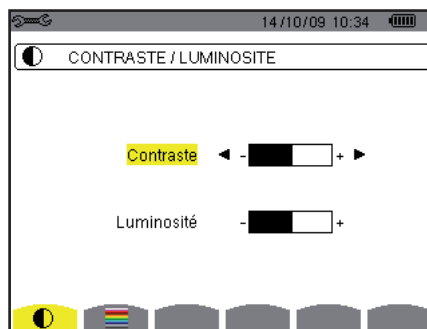 14/10/09 10:34
CONTRASTE / LUMINOSITE
Contraste - +
Luminosité - +